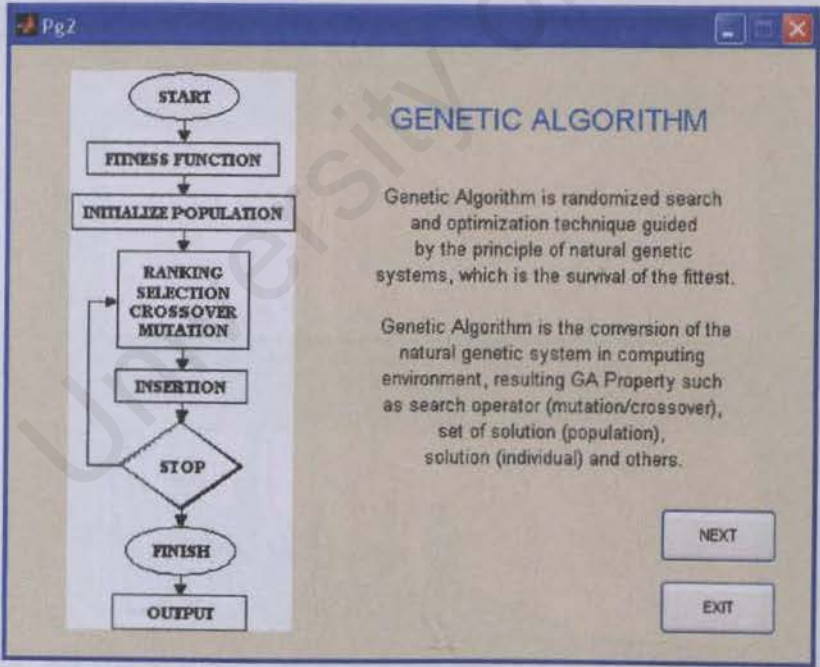 Pg2
START
FITNESS FUNCTION
INITIALIZE POPULATION
RANKING
SELECTION
CROSSOVER
MUTATION
INSERTION
STOP
FINISH
OUTPUT
GENETIC ALGORITHM
Genetic Algorithm is randomized search
and optimization technique guided
by the principle of natural genetic
systems, which is the survival of the fittest.
Genetic Algorithm is the conversion of the
natural genetic system in computing
environment, resulting GA Property such
as search operator (mutation/crossover),
set of solution (population),
solution (individual) and others.
NEXT
EXIT
University